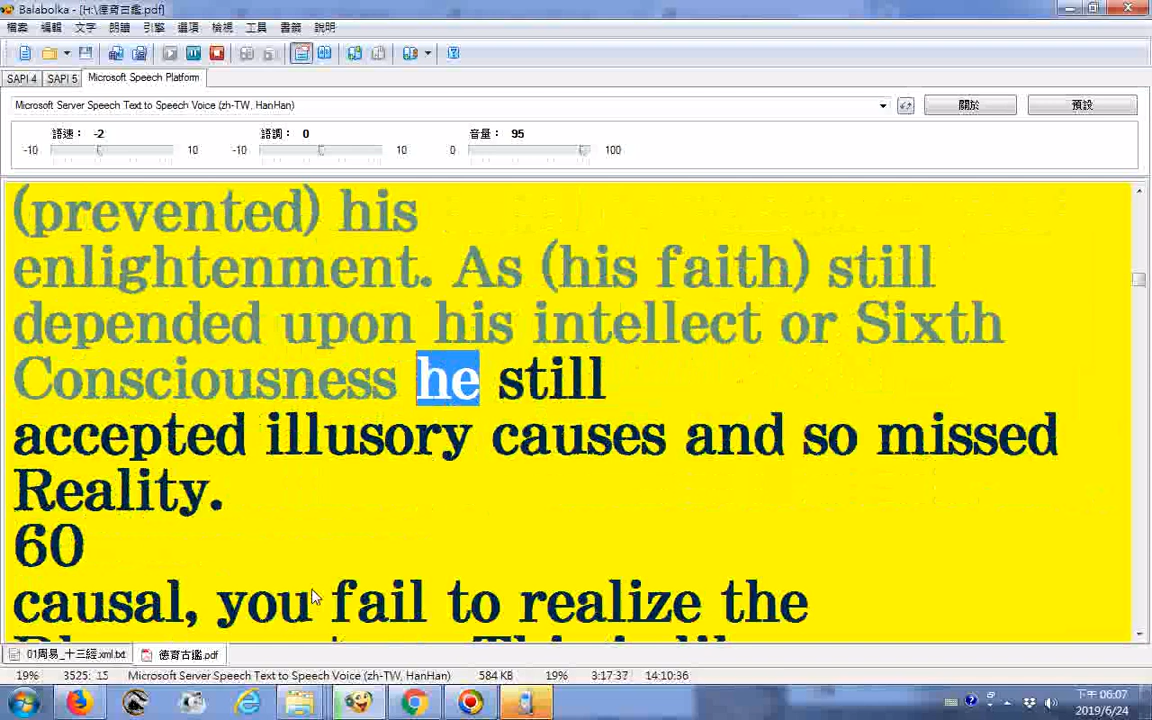 Balabolka - [H:\德育古鑑.pdf]
檔案 編輯 文字 朗讀 引擎 選項 檢視 工具 書籤 說明
SAPI 4 SAPI 5 Microsoft Speech Platform
Microsoft Server Speech Text to Speech Voice (zh-TW, HanHan) 關於 預設
語速： -2 語調： 0 音量： 95
-10 10 -10 10 0 100
(prevented) his
enlightenment. As (his faith) still
depended upon his intellect or Sixth
Consciousness he still
accepted illusory causes and so missed
Reality.
60
causal, you fail to realize the
01周易_十三經.xml.txt 德育古鑑.pdf
19% 3525: 15 Microsoft Server Speech Text to Speech Voice (zh-TW, HanHan) 584 KB 19% 3:17:37 14:10:36
下午 06:07
2019/6/24